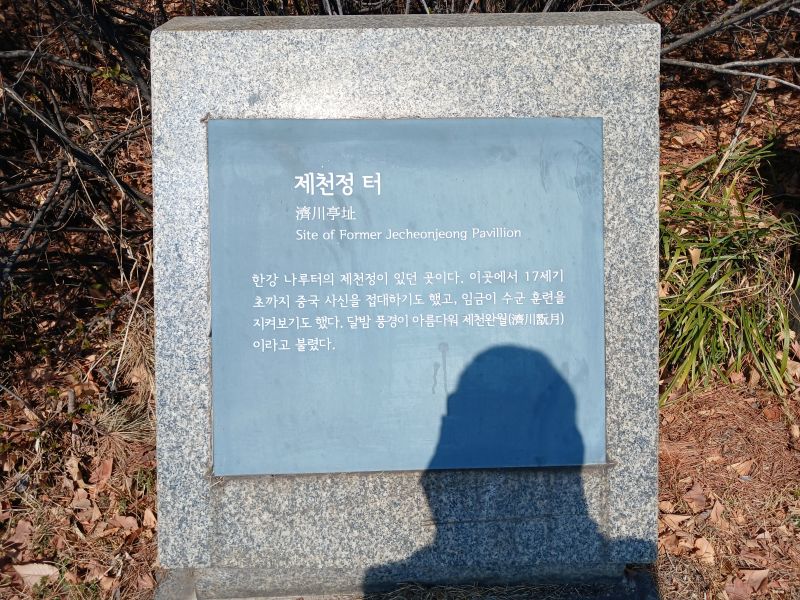 제천정 터
濟川亭址
Site of Former Jecheonjeong Pavillion
한강 나루터의 제천정이 있던 곳이다. 이곳에서 17세기
초까지 중국 사신을 접대하기도 했고, 임금이 수군 훈련을
지켜보기도 했다. 달밤 풍경이 아름다워 제천완월(濟川翫月)
이라고 불렸다.